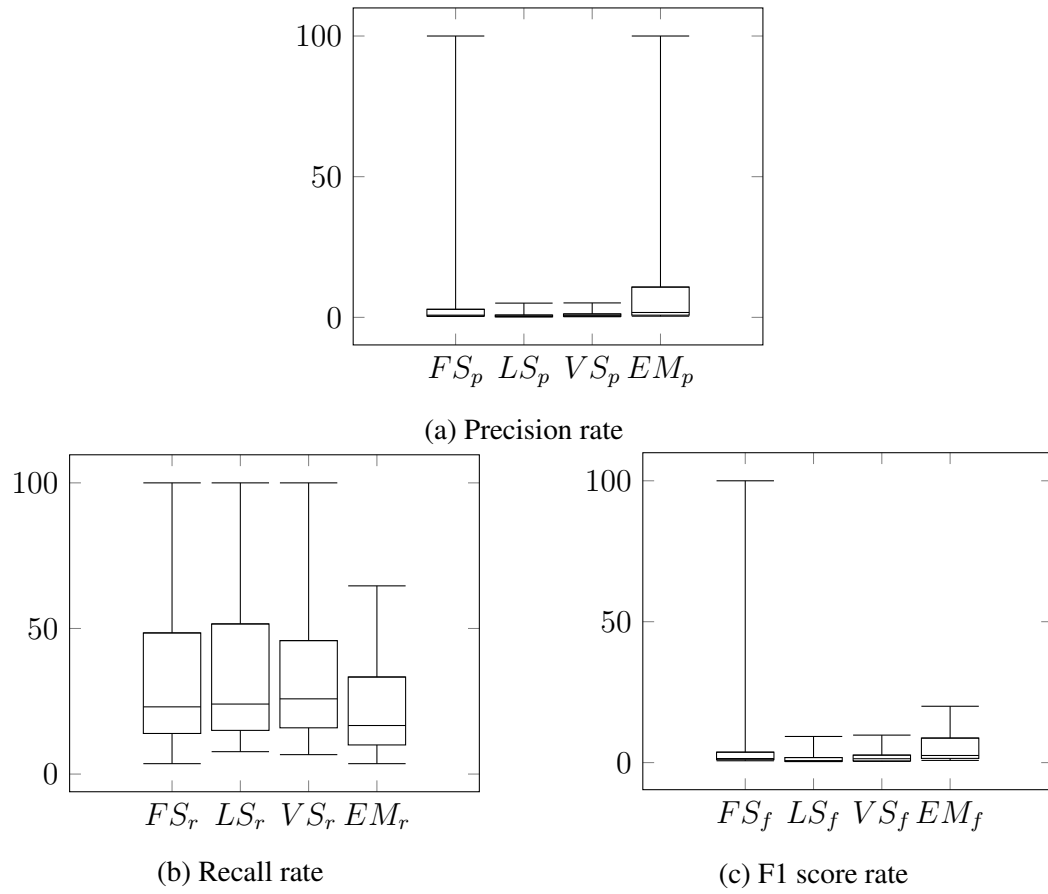 100
50
0
FS_p LS_p VS_p EM_p
(a) Precision rate
100
50
0
FS_r LS_r VS_r EM_r
(b) Recall rate
100
50
0
FS_f LS_f VS_f EM_f
(c) F1 score rate